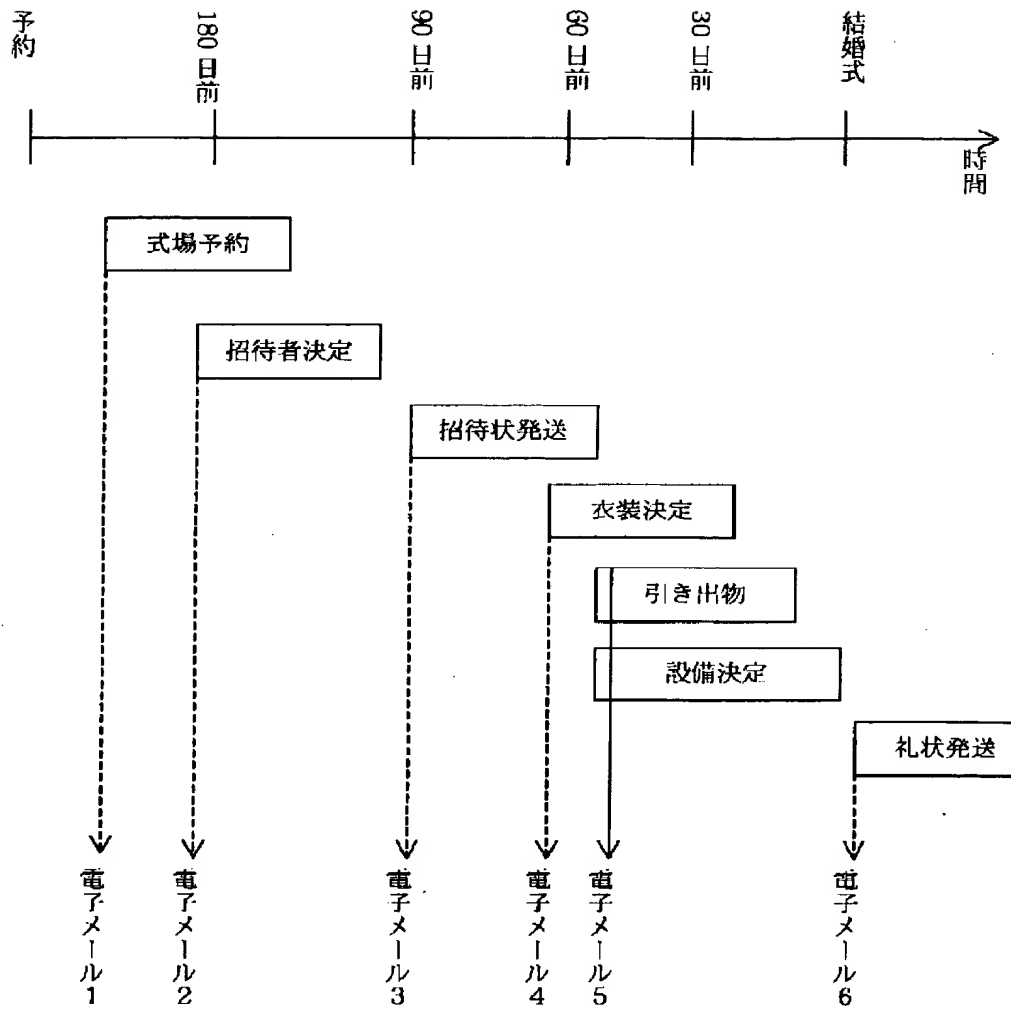 予約
180日前
90日前
60日前
30日前
結婚式
時間
式場予約
招待者決定
招待状発送
衣装決定
引き出物
設備決定
礼状発送
電子メール1
電子メール2
電子メール3
電子メール4
電子メール5
電子メール6